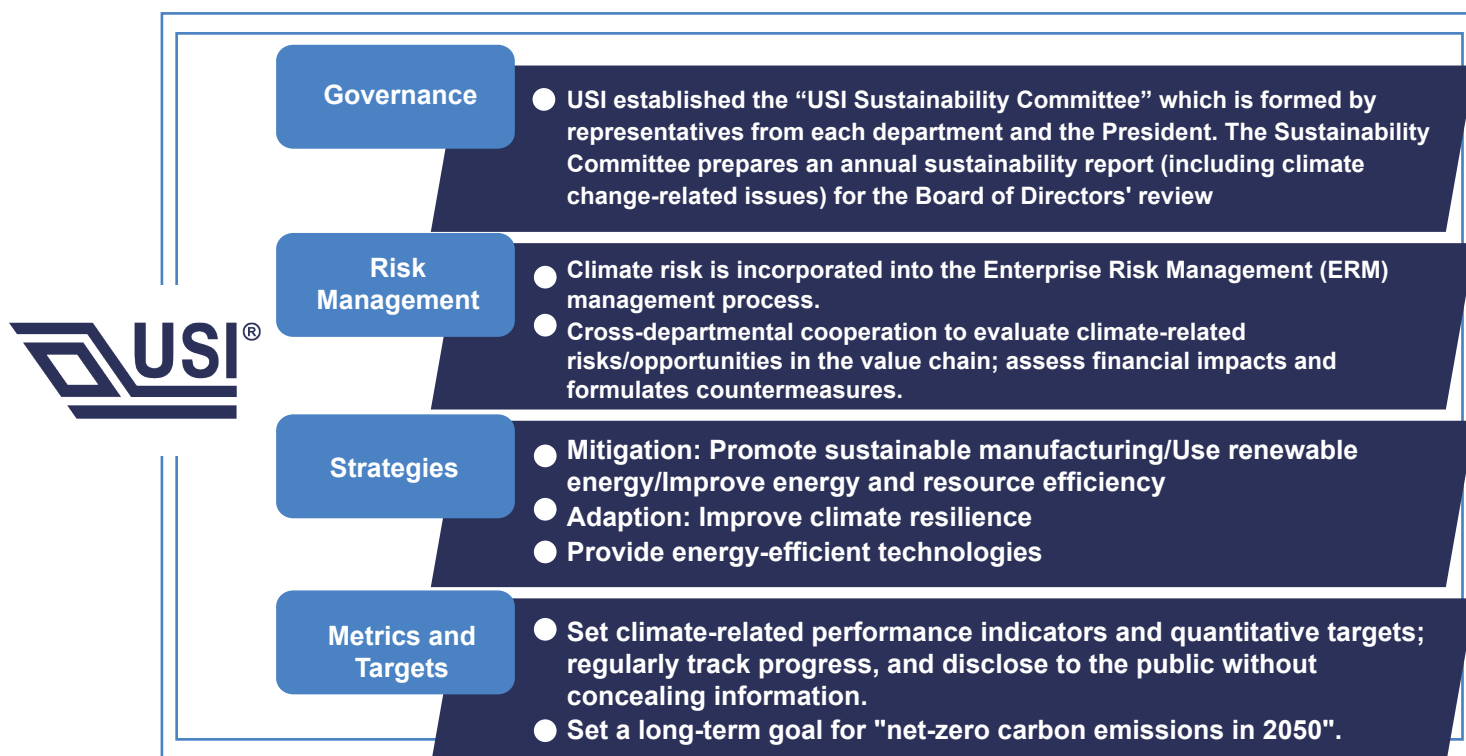 USI®
Governance
● USI established the “USI Sustainability Committee” which is formed by
representatives from each department and the President. The Sustainability
Committee prepares an annual sustainability report (including climate
change-related issues) for the Board of Directors' review
Risk
Management
● Climate risk is incorporated into the Enterprise Risk Management (ERM)
management process.
● Cross-departmental cooperation to evaluate climate-related
risks/opportunities in the value chain; assess financial impacts and
formulates countermeasures.
Strategies
● Mitigation: Promote sustainable manufacturing/Use renewable
energy/Improve energy and resource efficiency
● Adaption: Improve climate resilience
● Provide energy-efficient technologies
Metrics and
Targets
● Set climate-related performance indicators and quantitative targets;
regularly track progress, and disclose to the public without
concealing information.
● Set a long-term goal for "net-zero carbon emissions in 2050".